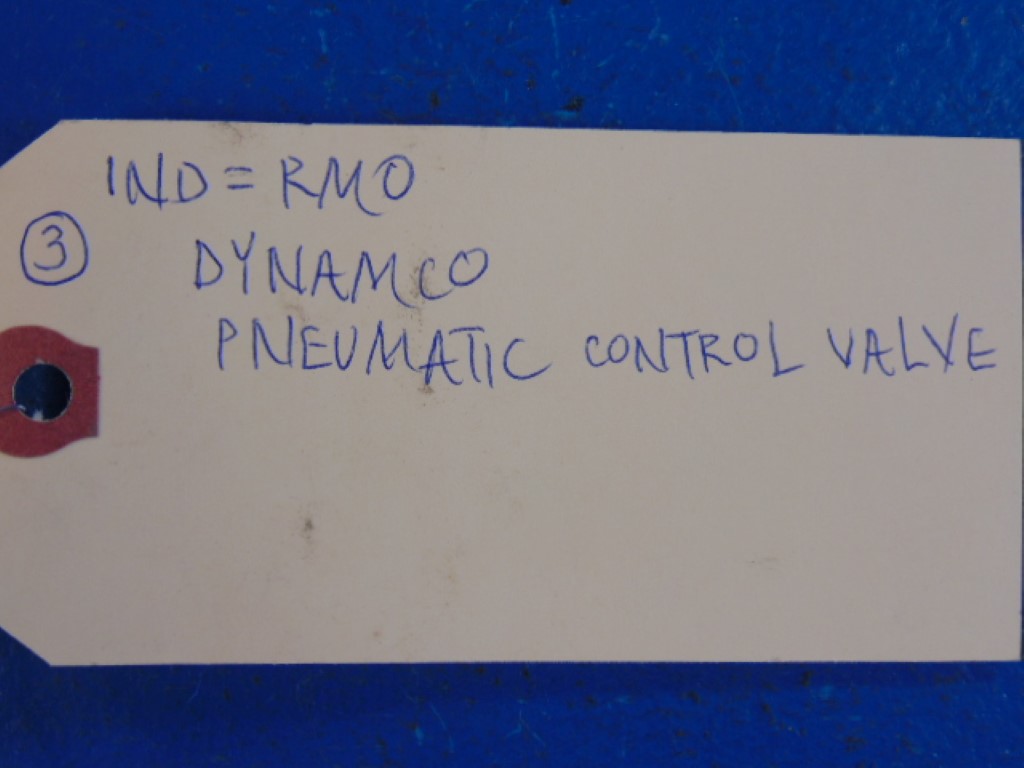 IND = RMO
③
DYNAMCO
PNEUMATIC CONTROL VALVE